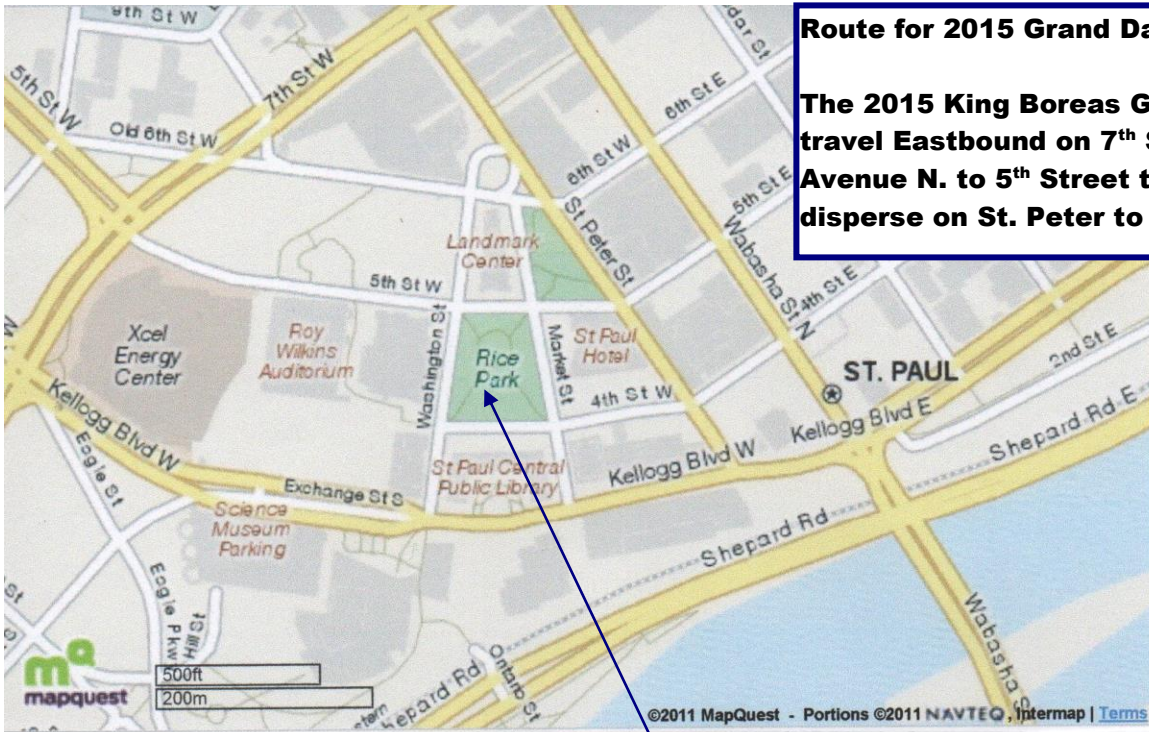 Route for 2015 Grand Da
The 2015 King Boreas G
travel Eastbound on 7th S
Avenue N. to 5th Street t
disperse on St. Peter to
9th St W
5th St W
7th St W
Old 6th St W
6th St E
6th St W
5th St E
St Peter St
Wabasha St N
4th St E
Landmark
Center
5th St W
Washington St
Market St
Xcel
Energy
Center
Roy
Wilkins
Auditorium
Rice
Park
St Paul
Hotel
4th St W
ST. PAUL
2nd St E
Kellogg Blvd W
Kellogg Blvd E
Shepard Rd E
Kellogg Blvd W
Eagle St
St Paul Central
Public Library
Exchange St S
Science
Museum
Parking
Shepard Rd
Eagle Pkw
Hill St
St
Wabasha S
Ontario St
Shepard Rd
mq
mapquest
500ft
200m
©2011 MapQuest - Portions ©2011 NAVTEQ, Intermap | Terms